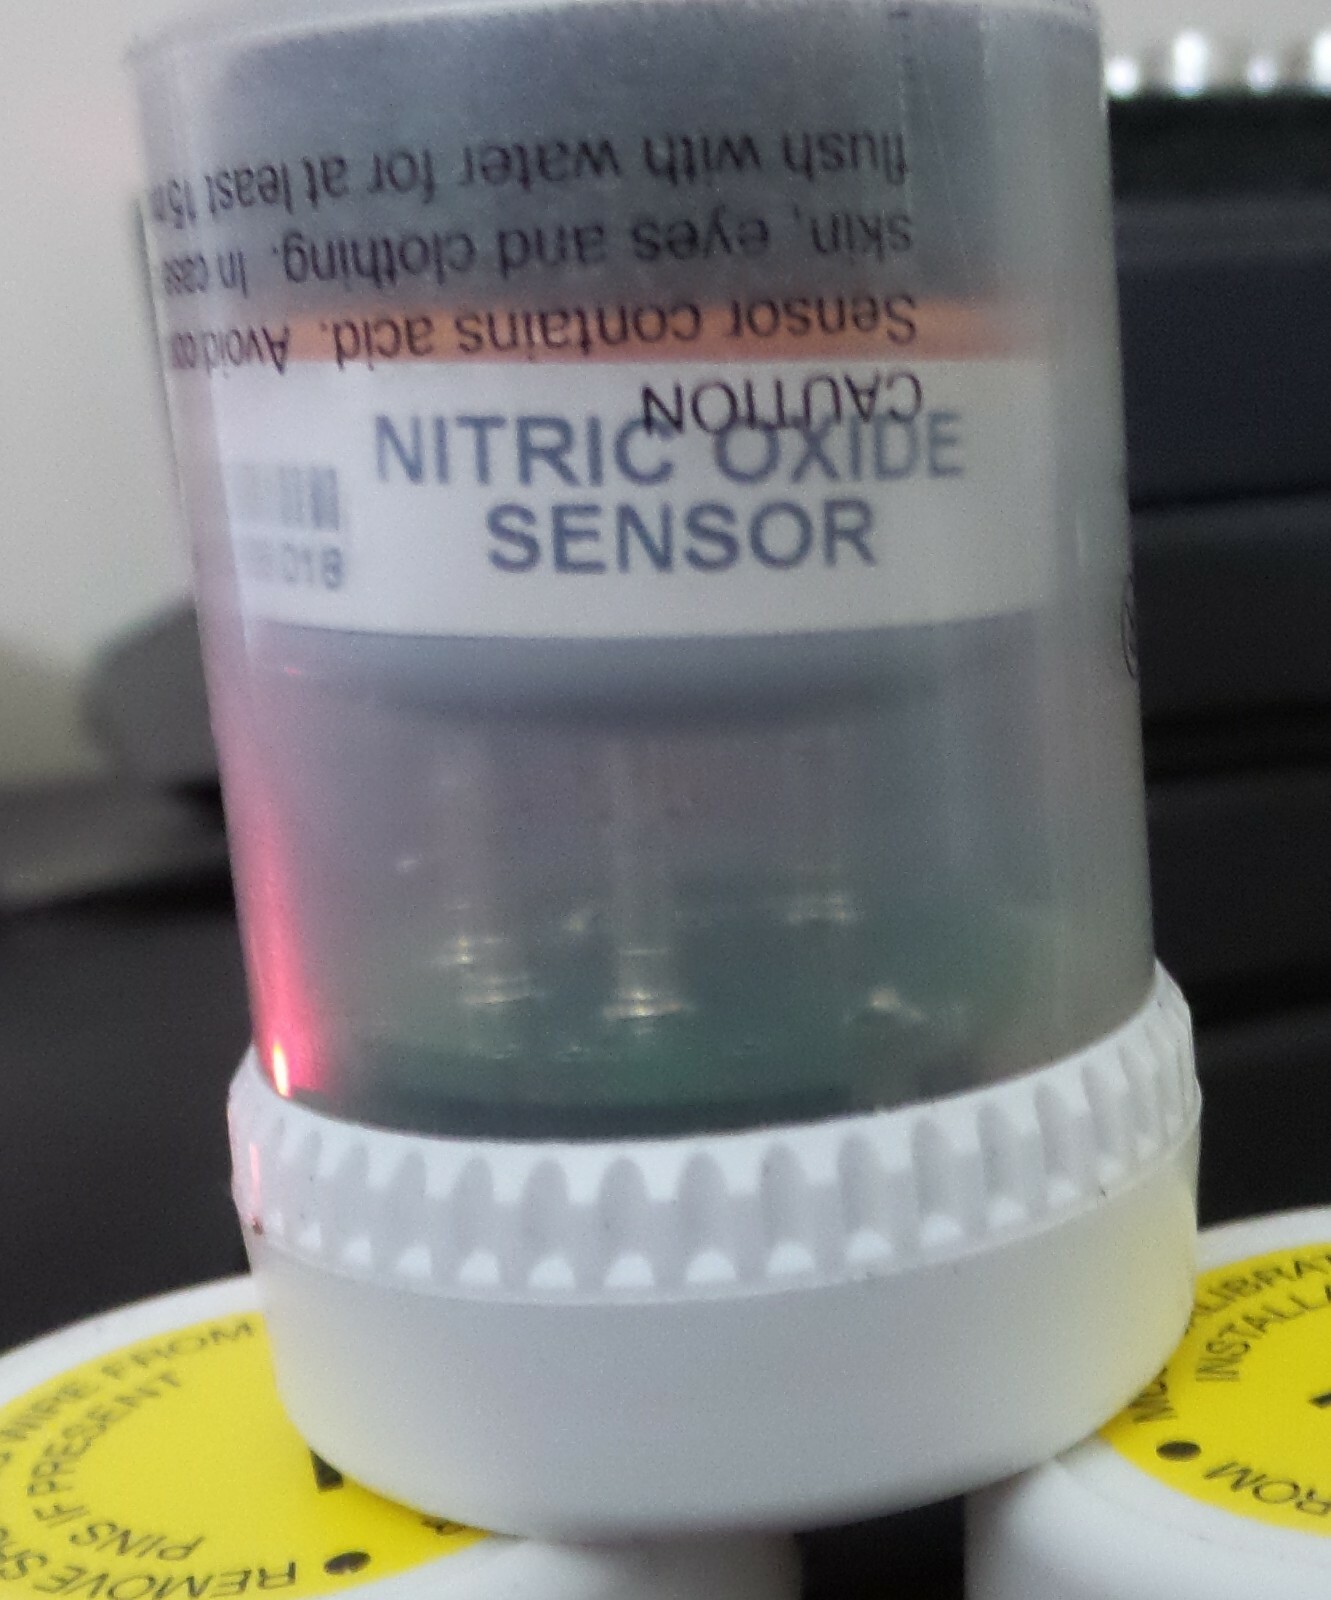 CAUTION
Sensor contains acid. Avoid
skin, eyes and clothing. In case
flush with water for at least 15
NITRIC OXIDE
SENSOR
018
WIPE FROM
PINS IF PRESENT
• REMOVE
INSTALLA